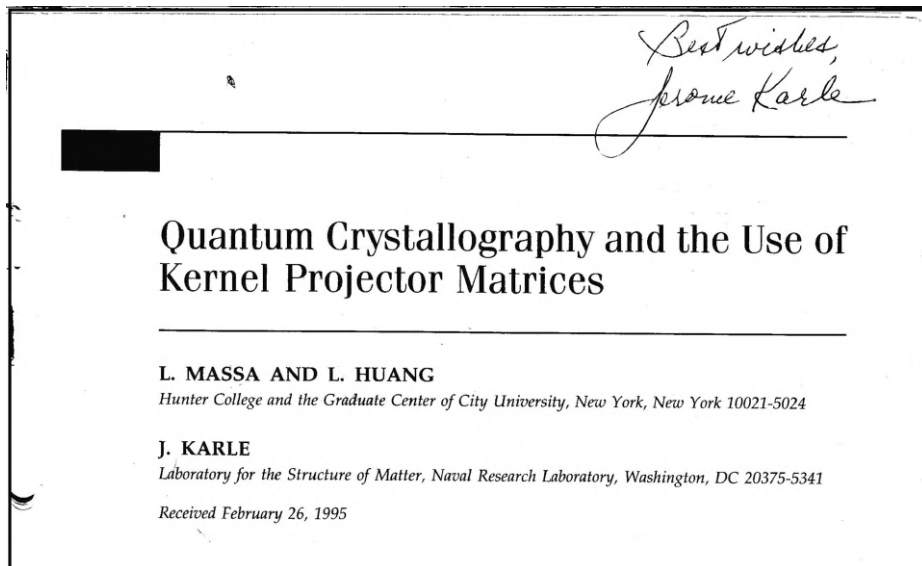 Best wishes,
Jerome Karle
Quantum Crystallography and the Use of
Kernel Projector Matrices
L. MASSA AND L. HUANG
Hunter College and the Graduate Center of City University, New York, New York 10021-5024
J. KARLE
Laboratory for the Structure of Matter, Naval Research Laboratory, Washington, DC 20375-5341
Received February 26, 1995